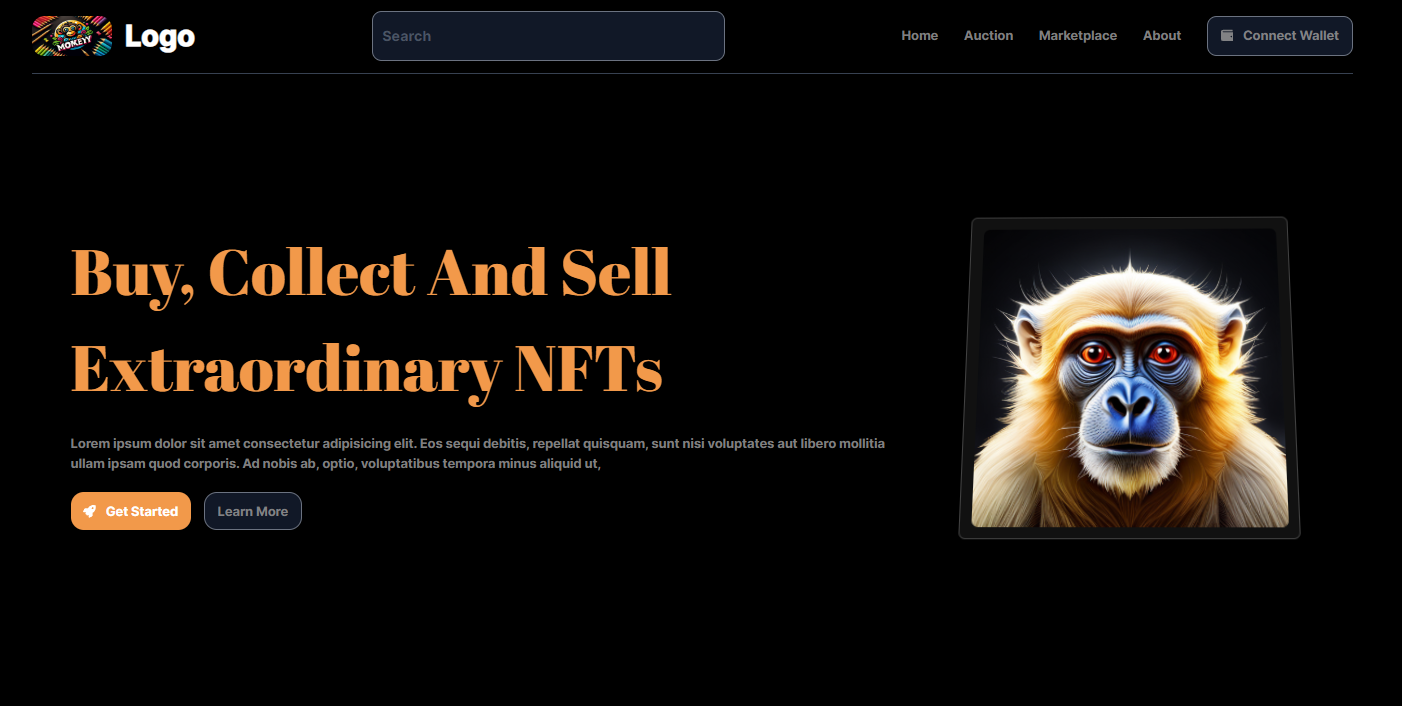 MONKEYY
Logo
Search
Home
Auction
Marketplace
About
Connect Wallet
Buy, Collect And Sell
Extraordinary NFTs
Lorem ipsum dolor sit amet consectetur adipisicing elit. Eos sequi debitis, repellat quisquam, sunt nisi voluptates aut libero mollitia
ullam ipsam quod corporis. Ad nobis ab, optio, voluptatibus tempora minus aliquid ut,
Get Started
Learn More